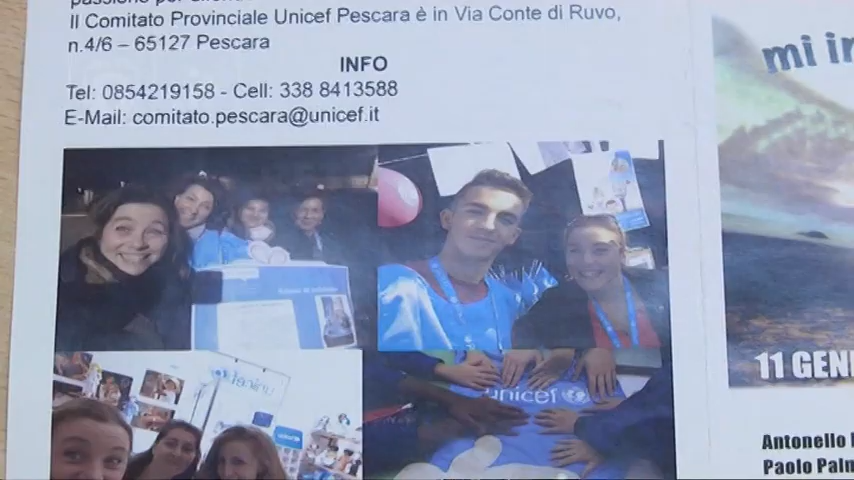 Il Comitato Provinciale Unicef Pescara è in Via Conte di Ruvo,
n.4/6 – 65127 Pescara
INFO
Tel: 0854219158 - Cell: 338 8413588
E-Mail: comitato.pescara@unicef.it
unicef
unicef
mi in
11 GEN
Antonello
Paolo Palm